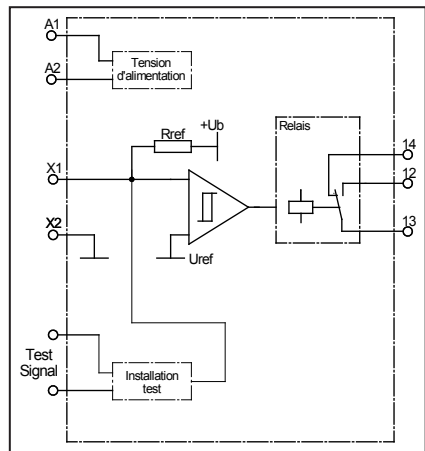 A1
A2
Tension
d'alimentation
Rref
+Ub
Relais
14
12
13
X1
X2
Uref
Test
Signal
Installation
test